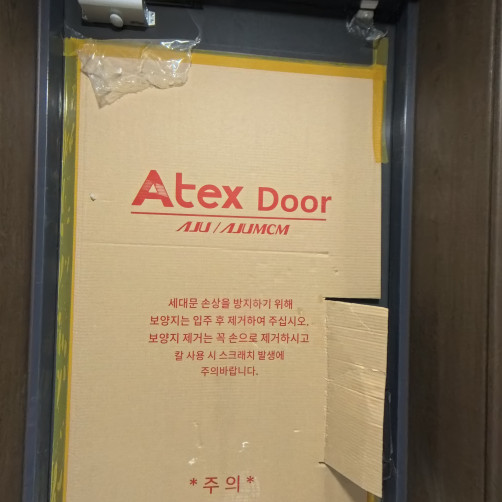 Atex Door
AJU / AJUMCM
세대문 손상을 방지하기 위해
보양지는 입주 후 제거하여 주십시오.
보양지 제거는 꼭 손으로 제거하시고
칼 사용 시 스크래치 발생에
주의바랍니다.
*주의*